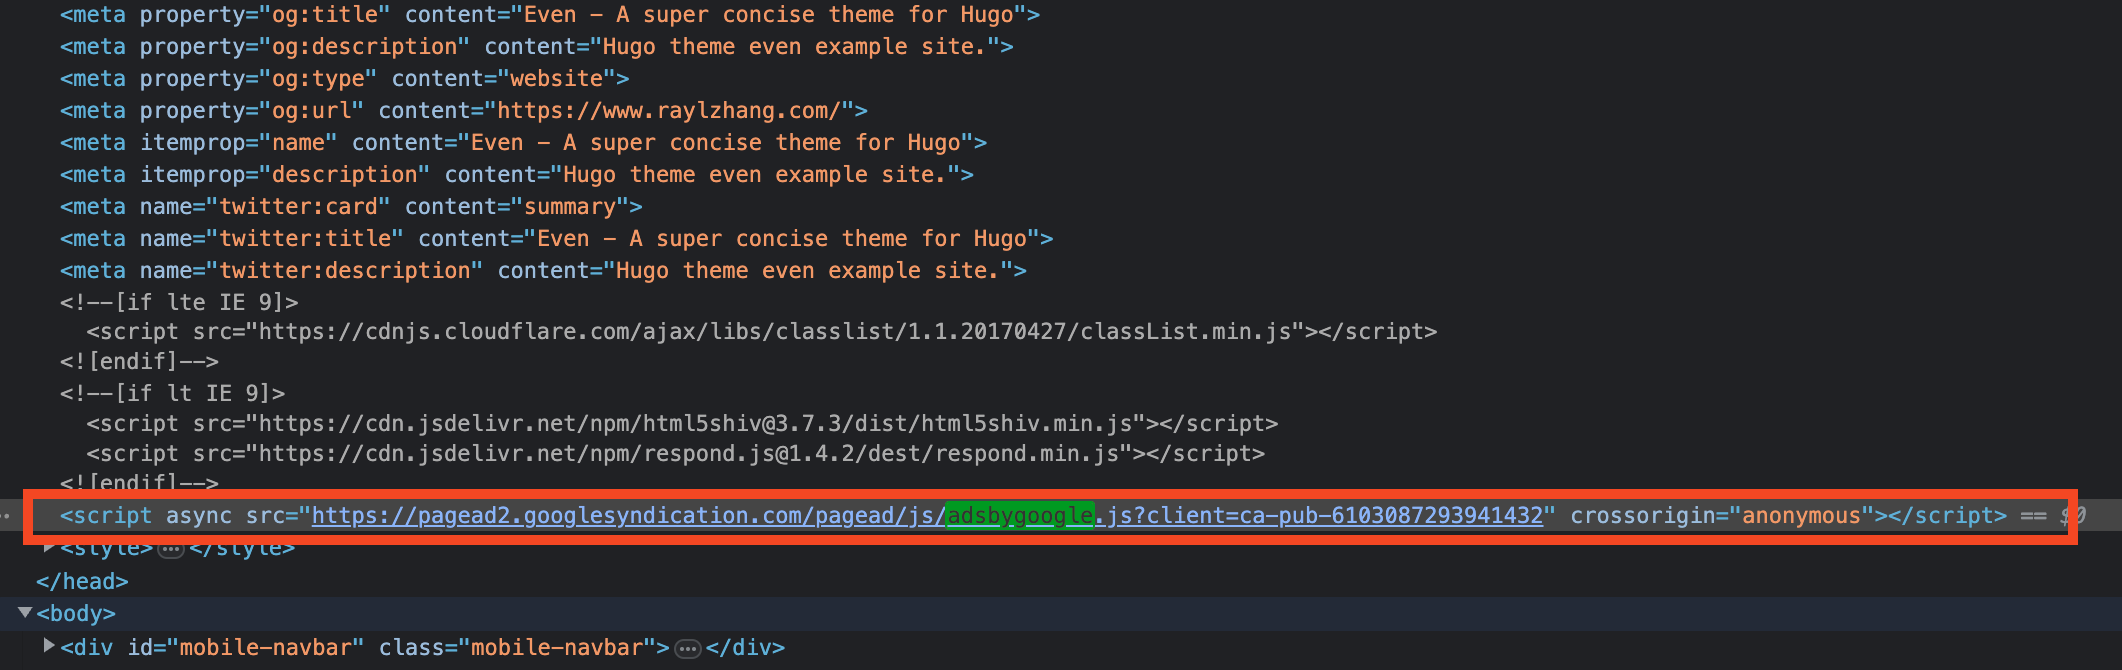 <meta property="og:title" content="Even - A super concise theme for Hugo">
<meta property="og:description" content="Hugo theme even example site.">
<meta property="og:type" content="website">
<meta property="og:url" content="https://www.raylzhang.com/">
<meta itemprop="name" content="Even - A super concise theme for Hugo">
<meta itemprop="description" content="Hugo theme even example site.">
<meta name="twitter:card" content="summary">
<meta name="twitter:title" content="Even - A super concise theme for Hugo">
<meta name="twitter:description" content="Hugo theme even example site.">
<!--[if lte IE 9]>
<script src="https://cdnjs.cloudflare.com/ajax/libs/classlist/1.1.20170427/classList.min.js"></script>
<![endif]-->
<!--[if lt IE 9]>
<script src="https://cdn.jsdelivr.net/npm/html5shiv@3.7.3/dist/html5shiv.min.js"></script>
<script src="https://cdn.jsdelivr.net/npm/respond.js@1.4.2/dest/respond.min.js"></script>
<![endif]-->
<script async src="https://pagead2.googlesyndication.com/pagead/js/adsbygoogle.js?client=ca-pub-6103087293941432" crossorigin="anonymous"></script> == $0
<style>…</style>
</head>
<body>
<div id="mobile-navbar" class="mobile-navbar">…</div>